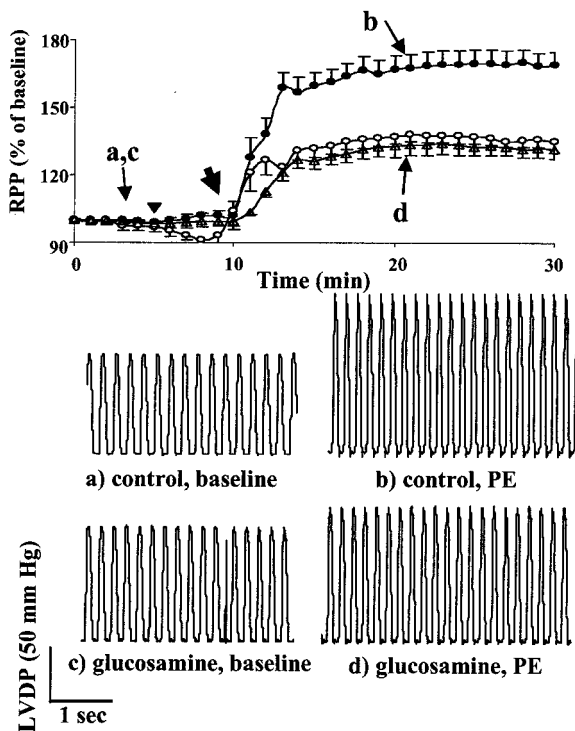 b
180
150
120
90
RPP (% of baseline)
a,c
d
0
10
20
30
Time (min)
a) control, baseline
b) control, PE
c) glucosamine, baseline
d) glucosamine, PE
LVDP (50 mm Hg)
1 sec